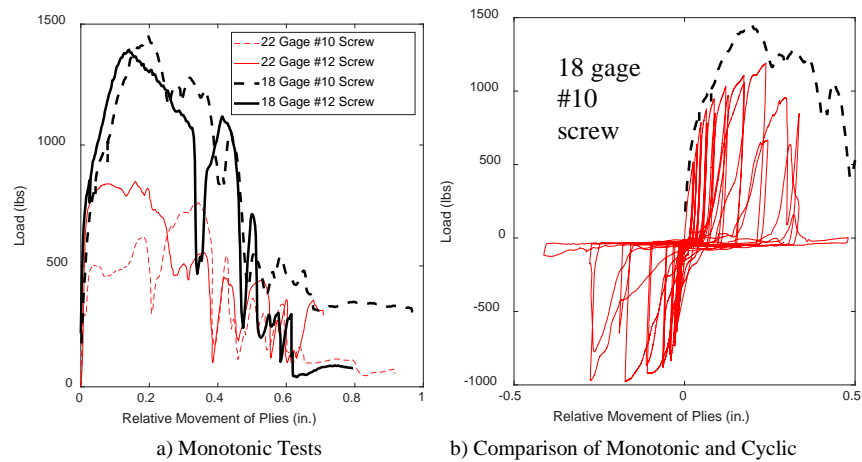 1500
1000
500
0
Load (lbs)
22 Gage #10 Screw
22 Gage #12 Screw
18 Gage #10 Screw
18 Gage #12 Screw
0 0.2 0.4 0.6 0.8 1
Relative Movement of Plies (in.)
a) Monotonic Tests
1500
1000
500
0
-500
-1000
Load (lbs)
18 gage
#10
screw
-0.5 0 0.5
Relative Movement of Plies (in.)
b) Comparison of Monotonic and Cyclic